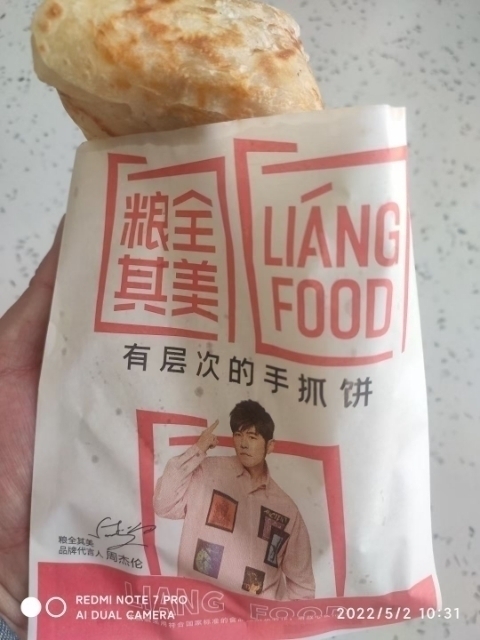 粮全
其美
LIÁNG
FOOD
有层次的手抓饼
粮全其美
品牌代言人 周杰伦
LIANG FOOD
REDMI NOTE 7 PRO
AI DUAL CAMERA
2022/5/2 10:31